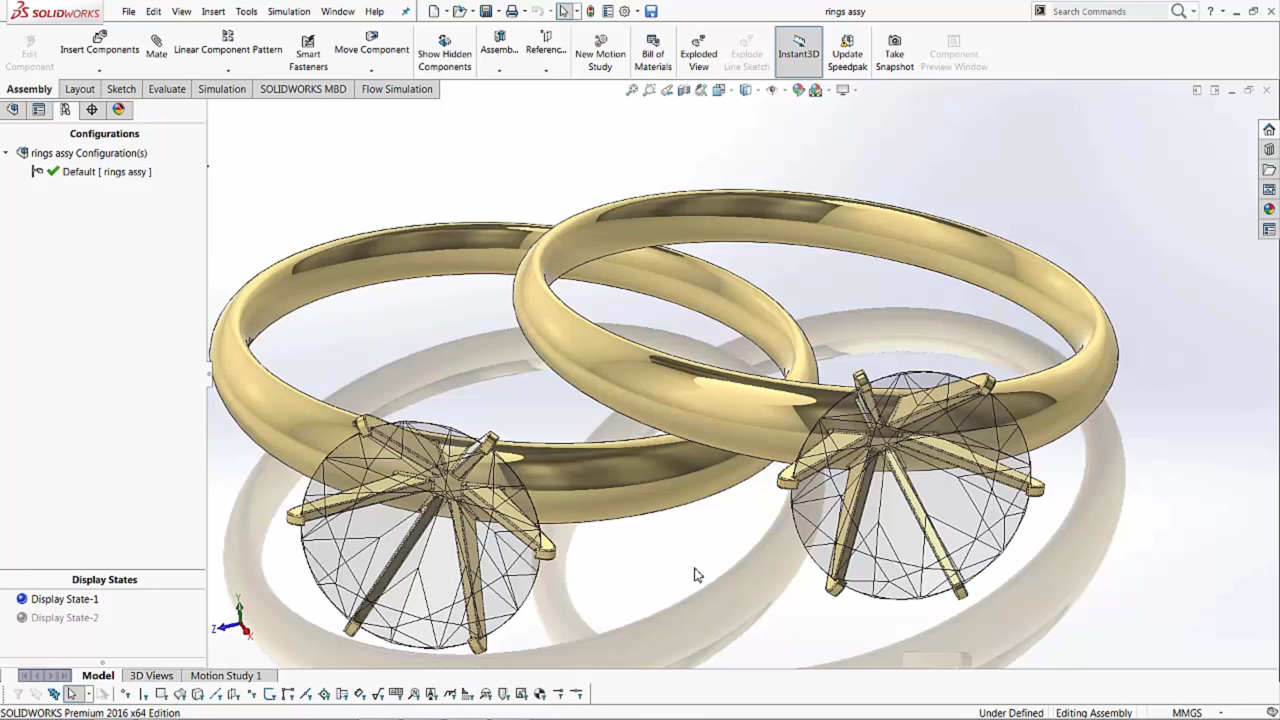 SOLIDWORKS File Edit View Insert Tools Simulation Window Help rings assy Search Commands ?
Edit Component Insert Components Mate Linear Component Pattern Smart Fasteners Move Component Show Hidden Components Assemb... Referenc... New Motion Study Bill of Materials Exploded View Explode Line Sketch Instant3D Update Speedpak Take Snapshot Component Preview Window
Assembly Layout Sketch Evaluate Simulation SOLIDWORKS MBD Flow Simulation
Configurations
rings assy Configuration(s)
Default [ rings assy ]
Display States
Display State-1
Display State-2
Y
Z
X
Model 3D Views Motion Study 1
SOLIDWORKS Premium 2016 x64 Edition Under Defined Editing Assembly MMGS